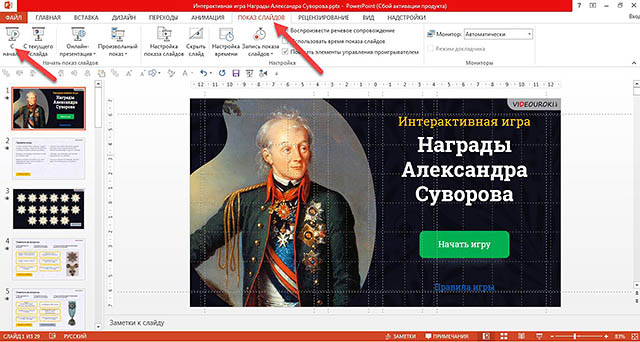 Интерактивная игра Награды Александра Суворова.pptx - PowerPoint (Сбой активации продукта)
ФАЙЛ ГЛАВНАЯ ВСТАВКА ДИЗАЙН ПЕРЕХОДЫ АНИМАЦИЯ ПОКАЗ СЛАЙДОВ РЕЦЕНЗИРОВАНИЕ ВИД НАДСТРОЙКИ
С начала
С текущего слайда
Онлайн-презентация
Произвольный показ
Начать показ слайдов
Настройка показа слайдов
Скрыть слайд
Настройка времени
Запись показа слайдов
Воспроизвести речевое сопровождение
Использовать время показа слайдов
Показать элементы управления проигрывателем
Настройка
Монитор: Автоматически
Режим докладчика
Мониторы
1
2
3
4
5
VIDEOUROKI
Интерактивная игра
Награды
Александра
Суворова
Начать игру
Правила игры
Заметки к слайду
СЛАЙД 1 ИЗ 29 РУССКИЙ ЗАМЕТКИ ПРИМЕЧАНИЯ 83%